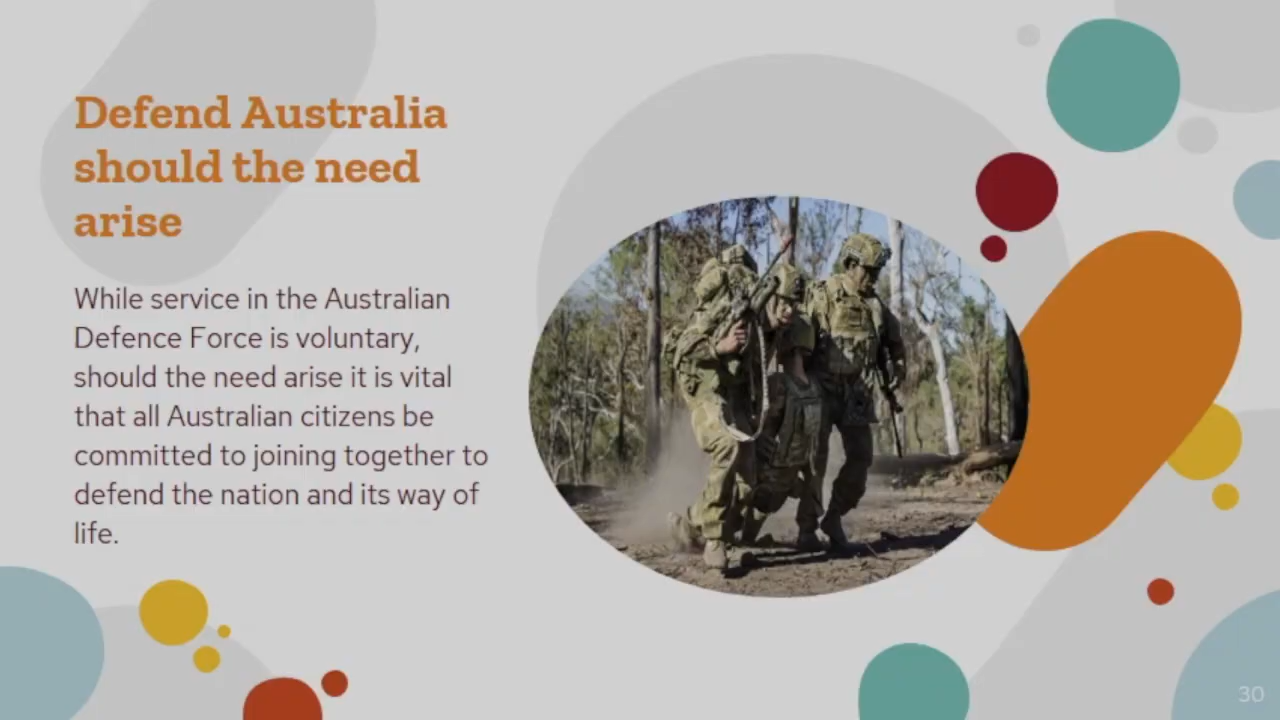 Defend Australia
should the need
arise
While service in the Australian
Defence Force is voluntary,
should the need arise it is vital
that all Australian citizens be
committed to joining together to
defend the nation and its way of
life.
30